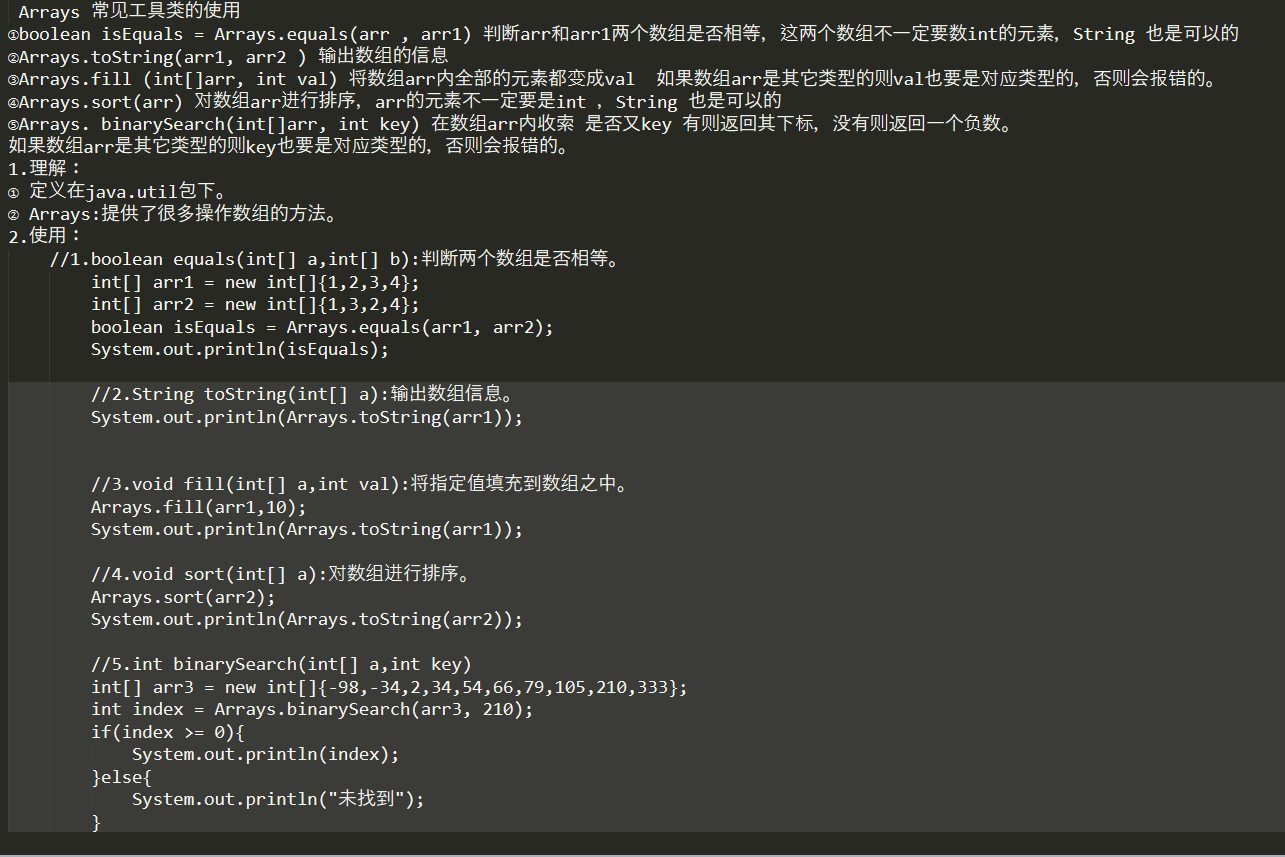 Arrays 常见工具类的使用
①boolean isEquals = Arrays.equals(arr , arr1) 判断arr和arr1两个数组是否相等，这两个数组不一定要数int的元素，String 也是可以的
②Arrays.toString(arr1, arr2 ) 输出数组的信息
③Arrays.fill (int[]arr, int val) 将数组arr内全部的元素都变成val  如果数组arr是其它类型的则val也要是对应类型的，否则会报错的。
④Arrays.sort(arr) 对数组arr进行排序，arr的元素不一定要是int , String 也是可以的
⑤Arrays. binarySearch(int[]arr, int key) 在数组arr内收索 是否又key 有则返回其下标，没有则返回一个负数。
如果数组arr是其它类型的则key也要是对应类型的，否则会报错的。
1.理解：
① 定义在java.util包下。
② Arrays:提供了很多操作数组的方法。
2.使用：
//1.boolean equals(int[] a,int[] b):判断两个数组是否相等。
int[] arr1 = new int[]{1,2,3,4};
int[] arr2 = new int[]{1,3,2,4};
boolean isEquals = Arrays.equals(arr1, arr2);
System.out.println(isEquals);
//2.String toString(int[] a):输出数组信息。
System.out.println(Arrays.toString(arr1));
//3.void fill(int[] a,int val):将指定值填充到数组之中。
Arrays.fill(arr1,10);
System.out.println(Arrays.toString(arr1));
//4.void sort(int[] a):对数组进行排序。
Arrays.sort(arr2);
System.out.println(Arrays.toString(arr2));
//5.int binarySearch(int[] a,int key)
int[] arr3 = new int[]{-98,-34,2,34,54,66,79,105,210,333};
int index = Arrays.binarySearch(arr3, 210);
if(index >= 0){
System.out.println(index);
}else{
System.out.println("未找到");
}